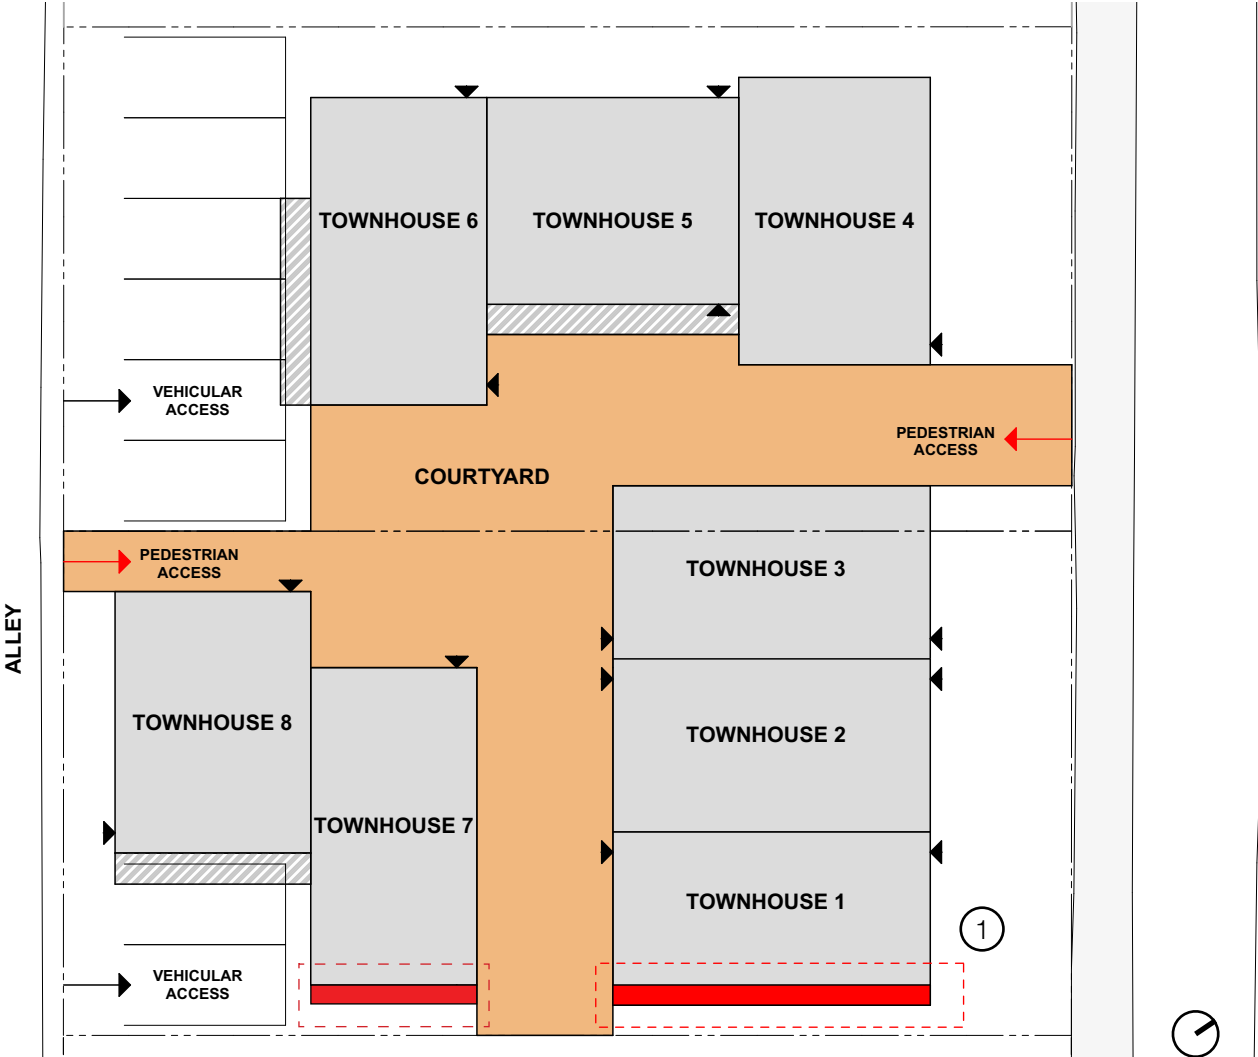 TOWNHOUSE 6
TOWNHOUSE 5
TOWNHOUSE 4
VEHICULAR
ACCESS
PEDESTRIAN
ACCESS
COURTYARD
PEDESTRIAN
ACCESS
TOWNHOUSE 3
ALLEY
TOWNHOUSE 8
TOWNHOUSE 2
TOWNHOUSE 7
TOWNHOUSE 1
1
VEHICULAR
ACCESS